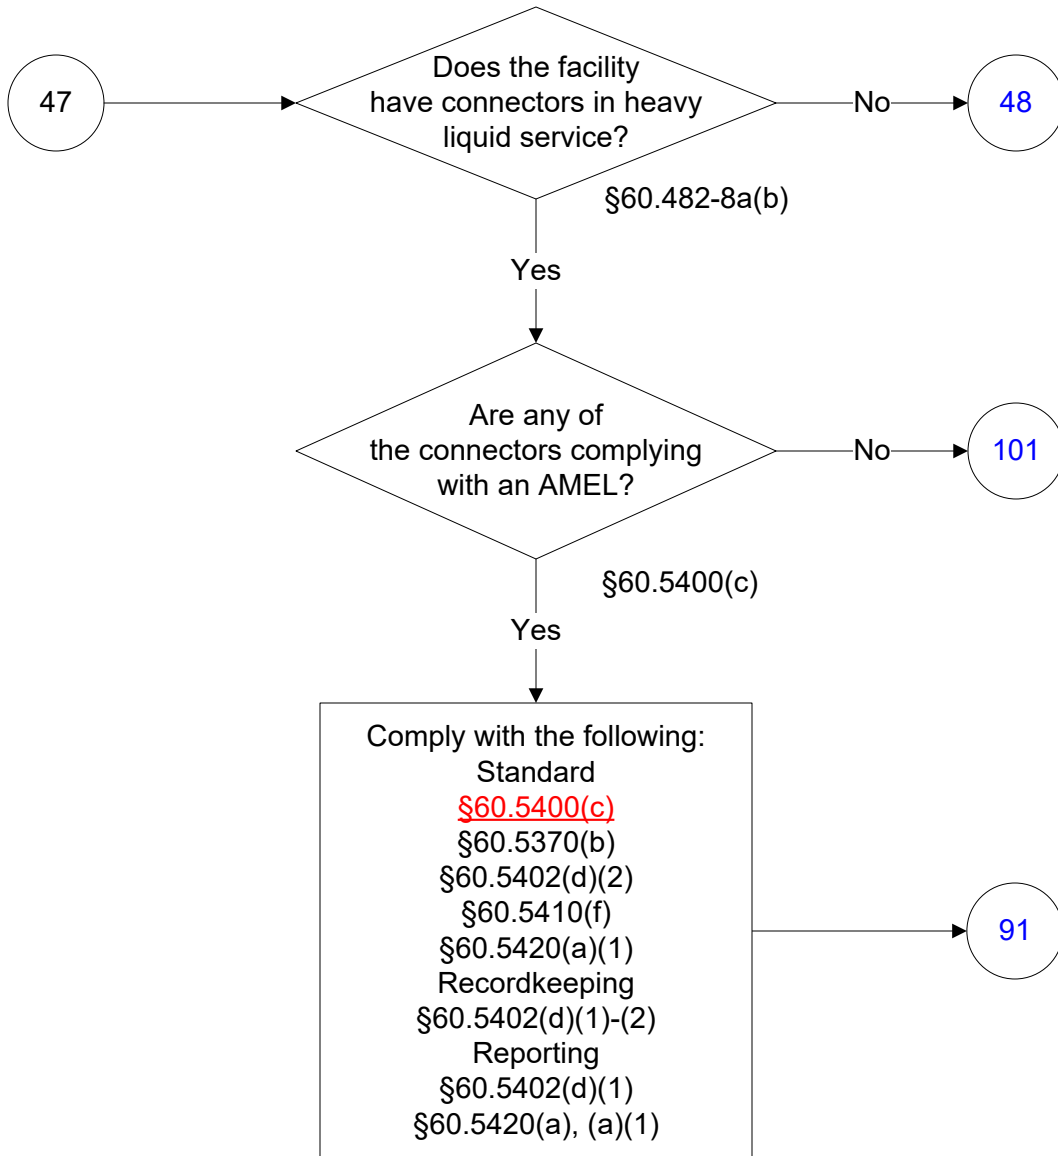 47
Does the facility
have connectors in heavy
liquid service?
No
48
§60.482-8a(b)
Yes
Are any of
the connectors complying
with an AMEL?
No
101
§60.5400(c)
Yes
Comply with the following:
Standard
§60.5400(c)
§60.5370(b)
§60.5402(d)(2)
§60.5410(f)
§60.5420(a)(1)
Recordkeeping
§60.5402(d)(1)-(2)
Reporting
§60.5402(d)(1)
§60.5420(a), (a)(1)
91